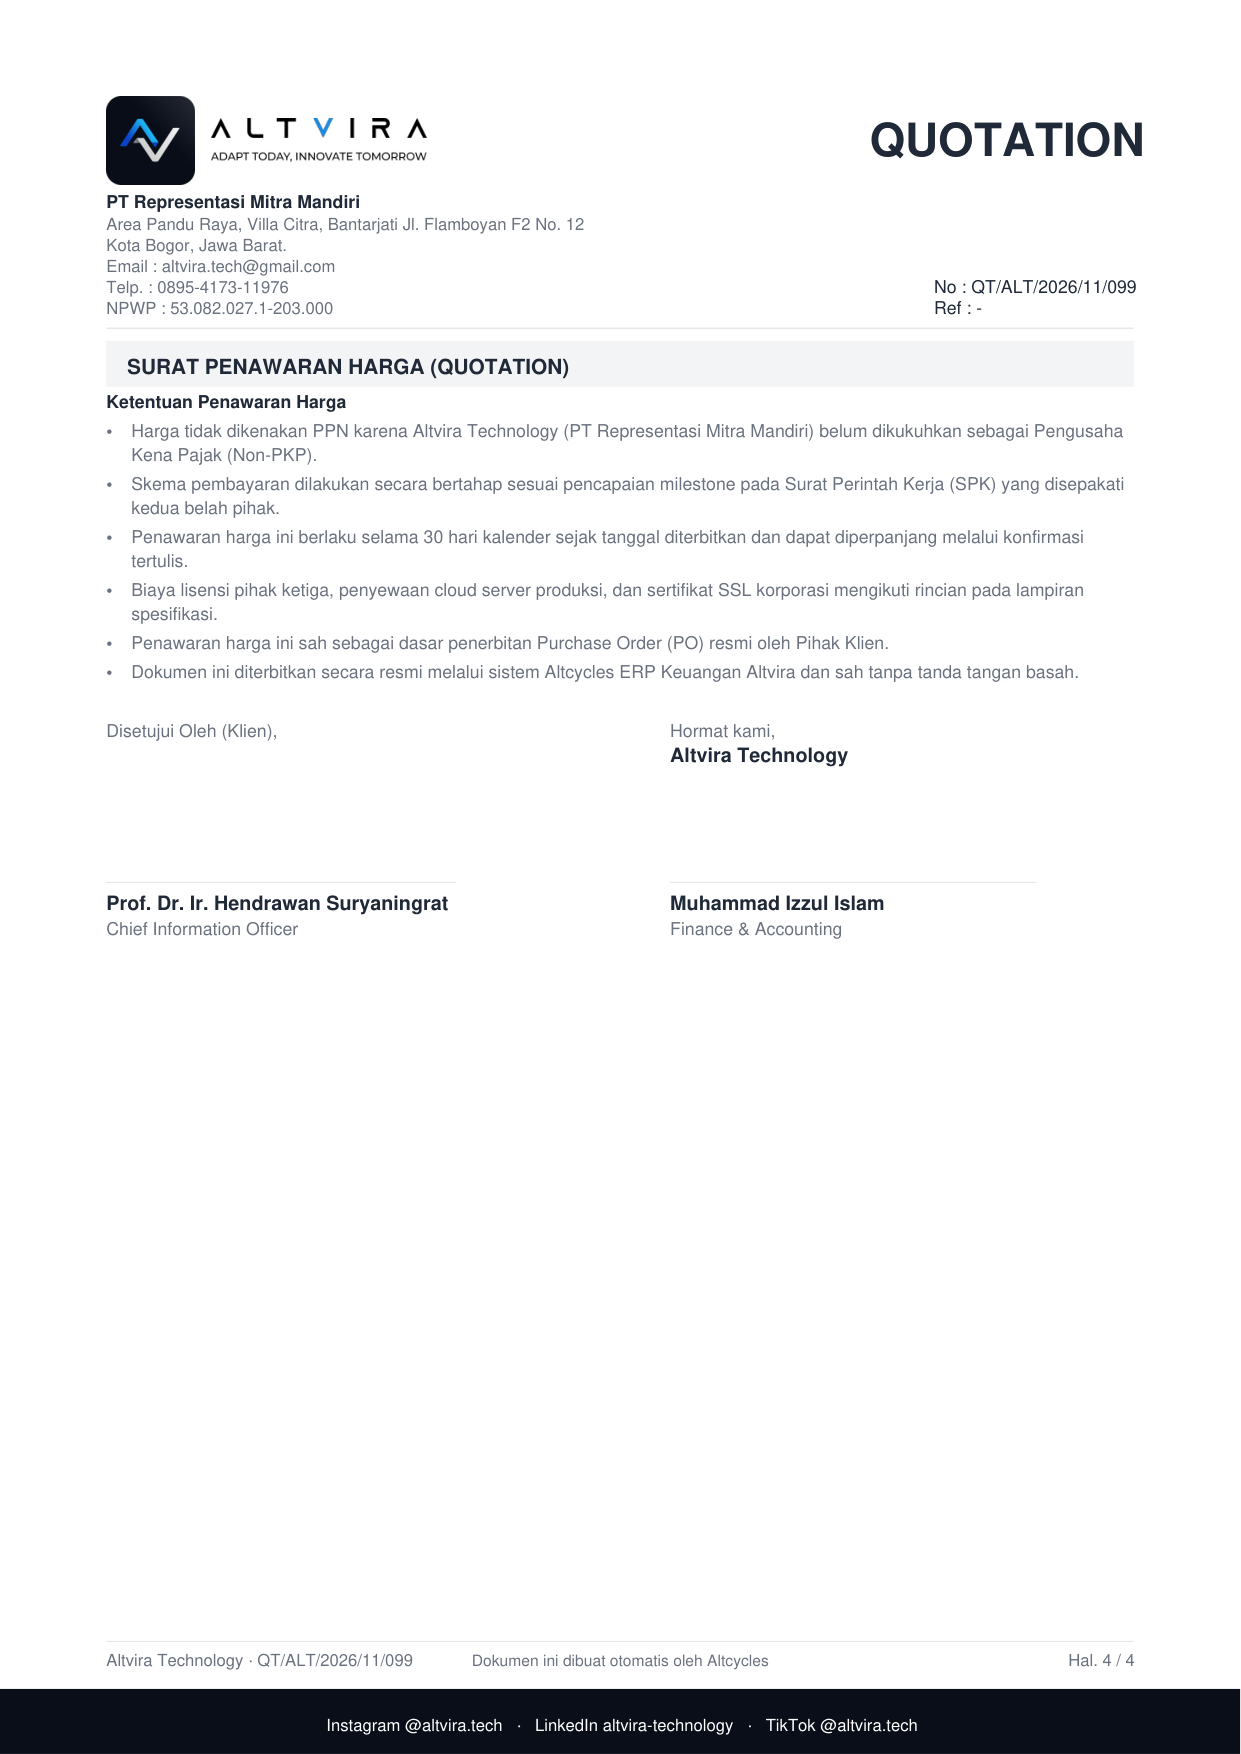 ALTVIRA
ADAPT TODAY, INNOVATE TOMORROW
QUOTATION
PT Representasi Mitra Mandiri
Area Pandu Raya, Villa Citra, Bantarjati Jl. Flamboyan F2 No. 12
Kota Bogor, Jawa Barat.
Email : altvira.tech@gmail.com
Telp. : 0895-4173-11976
NPWP : 53.082.027.1-203.000
No : QT/ALT/2026/11/099
Ref : -
SURAT PENAWARAN HARGA (QUOTATION)
Ketentuan Penawaran Harga
• Harga tidak dikenakan PPN karena Altvira Technology (PT Representasi Mitra Mandiri) belum dikukuhkan sebagai Pengusaha
Kena Pajak (Non-PKP).
• Skema pembayaran dilakukan secara bertahap sesuai pencapaian milestone pada Surat Perintah Kerja (SPK) yang disepakati
kedua belah pihak.
• Penawaran harga ini berlaku selama 30 hari kalender sejak tanggal diterbitkan dan dapat diperpanjang melalui konfirmasi
tertulis.
• Biaya lisensi pihak ketiga, penyewaan cloud server produksi, dan sertifikat SSL korporasi mengikuti rincian pada lampiran
spesifikasi.
• Penawaran harga ini sah sebagai dasar penerbitan Purchase Order (PO) resmi oleh Pihak Klien.
• Dokumen ini diterbitkan secara resmi melalui sistem Altcycles ERP Keuangan Altvira dan sah tanpa tanda tangan basah.
Disetujui Oleh (Klien),
Hormat kami,
Altvira Technology
Prof. Dr. Ir. Hendrawan Suryaningrat
Chief Information Officer
Muhammad Izzul Islam
Finance & Accounting
Altvira Technology · QT/ALT/2026/11/099
Dokumen ini dibuat otomatis oleh Altcycles
Hal. 4 / 4
Instagram @altvira.tech · LinkedIn altvira-technology · TikTok @altvira.tech